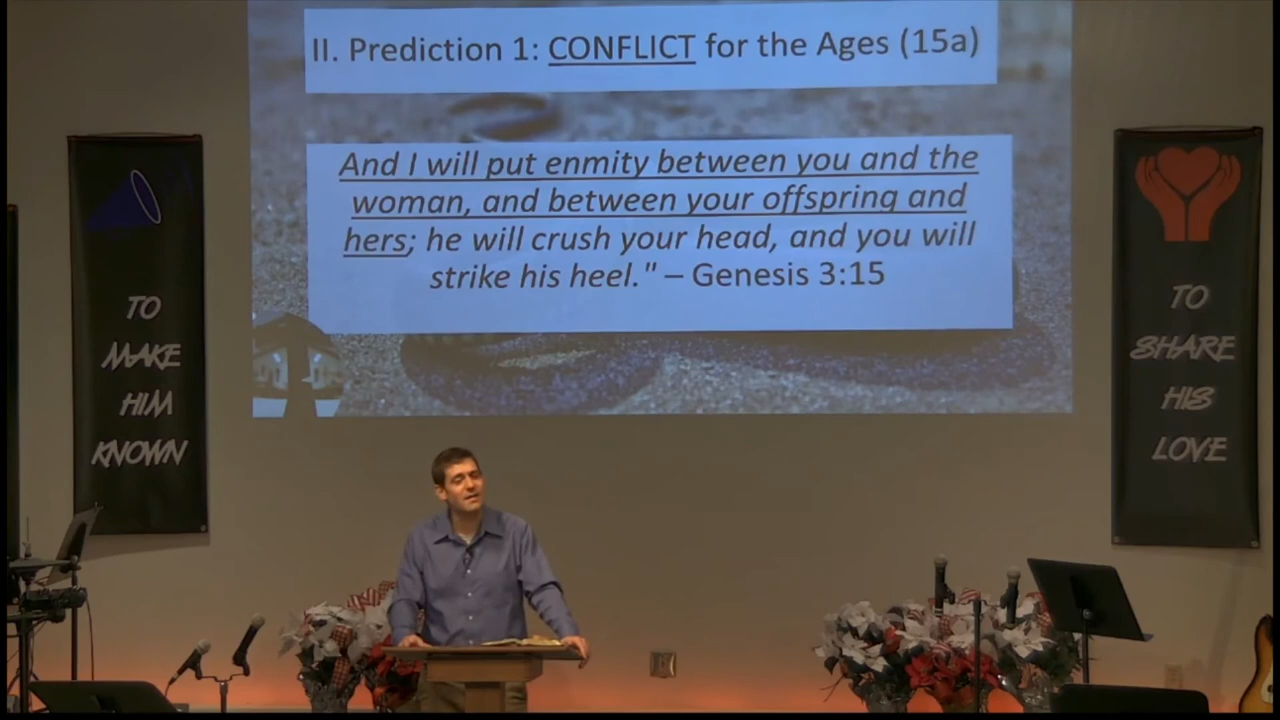 II. Prediction 1: CONFLICT for the Ages (15a)
And I will put enmity between you and the
woman, and between your offspring and
hers; he will crush your head, and you will
strike his heel." – Genesis 3:15
TO
MAKE
HIM
KNOWN
TO
SHARE
HIS
LOVE